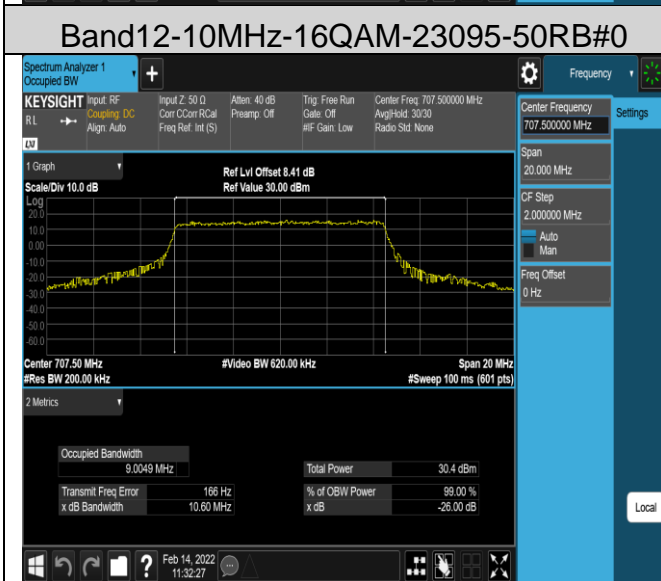 Band12-10MHz-16QAM-23095-50RB#0
Spectrum Analyzer 1
Occupied BW
+
Frequency
KEYSIGHT
RL
LXI
Input: RF
Coupling: DC
Align: Auto
Input Z: 50 Ω
Corr CCorr RCal
Freq Ref: Int (S)
Atten: 40 dB
Preamp: Off
Trig: Free Run
Gate: Off
#IF Gain: Low
Center Freq: 707.500000 MHz
Avg|Hold: 30/30
Radio Std: None
Center Frequency
707.500000 MHz
Settings
Span
20.000 MHz
CF Step
2.000000 MHz
Auto
Man
Freq Offset
0 Hz
1 Graph
Scale/Div 10.0 dB
Ref Lvl Offset 8.41 dB
Ref Value 30.00 dBm
Log
20.0
10.0
0.00
-10.0
-20.0
-30.0
-40.0
-50.0
-60.0
Center 707.50 MHz
#Video BW 620.00 kHz
Span 20 MHz
#Res BW 200.00 kHz
#Sweep 100 ms (601 pts)
2 Metrics
Occupied Bandwidth
9.0049 MHz
Total Power 30.4 dBm
Transmit Freq Error 166 Hz
% of OBW Power 99.00 %
x dB Bandwidth 10.60 MHz
x dB -26.00 dB
Local
?
Feb 14, 2022
11:32:27